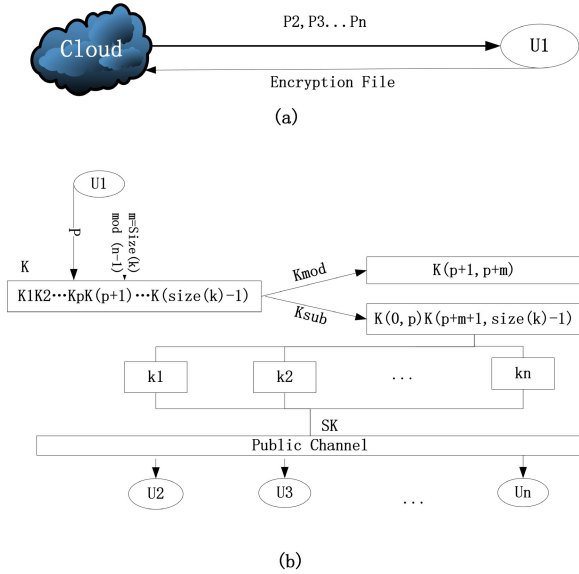 P2,P3...Pn
Cloud
U1
Encryption File
(a)
U1
P
m=Size(k)
mod (n-1)
K
K1K2···KpK(p+1)···K(size(k)-1)
Kmod
K(p+1,p+m)
Ksub
K(0,p)K(p+m+1,size(k)-1)
k1
k2
...
kn
SK
Public Channel
U2
U3
...
Un
(b)